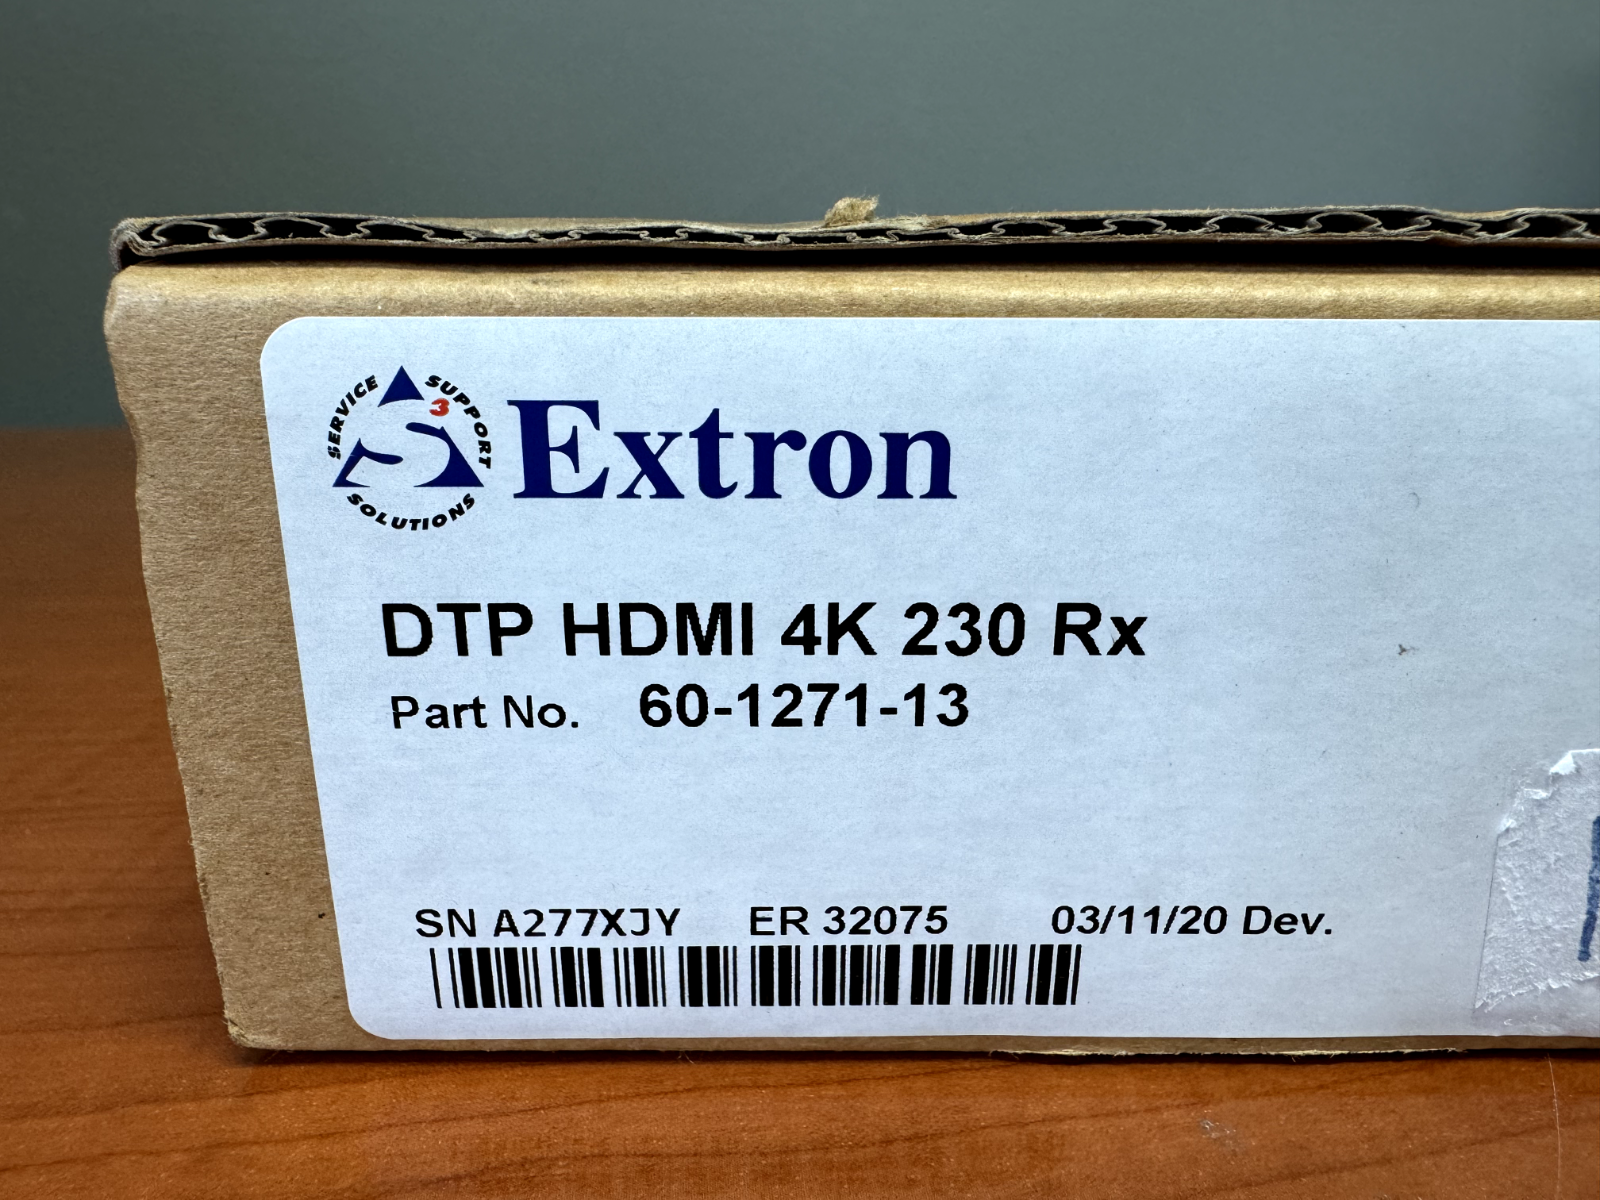 SERVICE SUPPORT SOLUTIONS
S3
Extron
DTP HDMI 4K 230 Rx
Part No. 60-1271-13
SN A277XJY ER 32075 03/11/20 Dev.